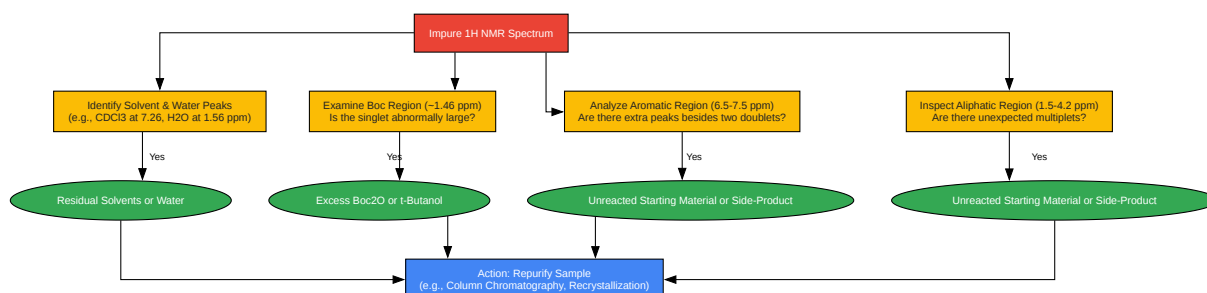 Impure 1H NMR Spectrum
Identify Solvent & Water Peaks
(e.g., CDCl3 at 7.26, H2O at 1.56 ppm)
Examine Boc Region (~1.46 ppm)
Is the singlet abnormally large?
Analyze Aromatic Region (6.5-7.5 ppm)
Are there extra peaks besides two doublets?
Inspect Aliphatic Region (1.5-4.2 ppm)
Are there unexpected multiplets?
Yes
Yes
Yes
Yes
Residual Solvents or Water
Excess Boc2O or t-Butanol
Unreacted Starting Material or Side-Product
Unreacted Starting Material or Side-Product
Action: Repurify Sample
(e.g., Column Chromatography, Recrystallization)